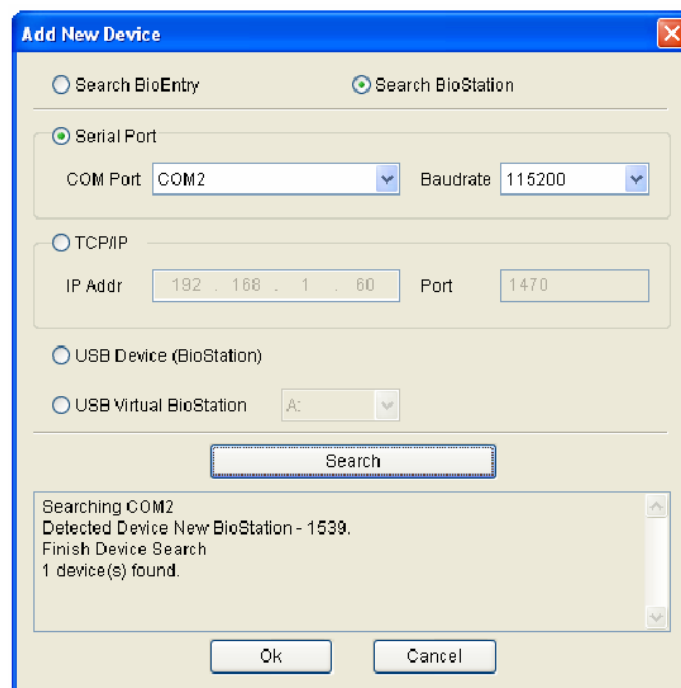 Add New Device
Search BioEntry Search BioStation
Serial Port
COM Port COM2 Baudrate 115200
TCP/IP
IP Addr 192 . 168 . 1 . 60 Port 1470
USB Device (BioStation)
USB Virtual BioStation A:
Search
Searching COM2
Detected Device New BioStation - 1539.
Finish Device Search
1 device(s) found.
Ok Cancel